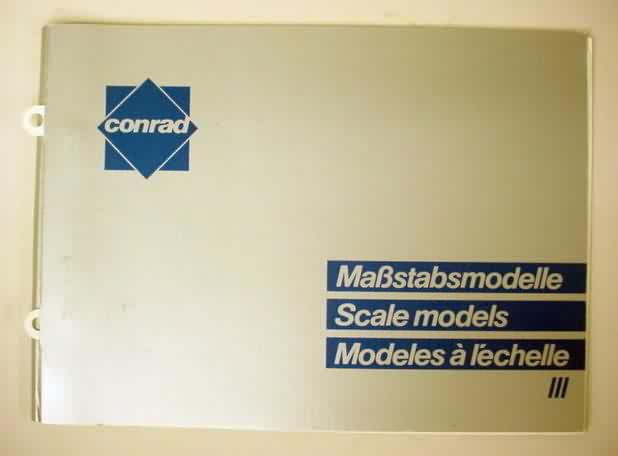 conrad
Maßstabsmodelle
Scale models
Modeles à l'echelle
III